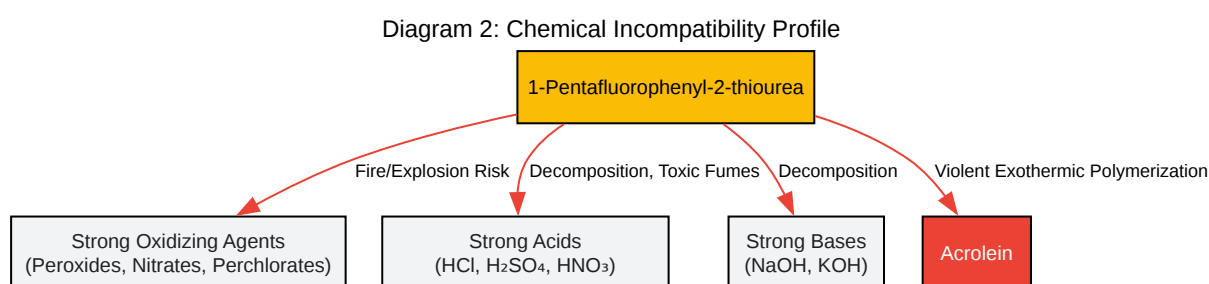 Diagram 2: Chemical Incompatibility Profile
1-Pentafluorophenyl-2-thiourea
Fire/Explosion Risk
Decomposition, Toxic Fumes
Decomposition
Violent Exothermic Polymerization
Strong Oxidizing Agents
(Peroxides, Nitrates, Perchlorates)
Strong Acids
(HCl, H₂SO₄, HNO₃)
Strong Bases
(NaOH, KOH)
Acrolein